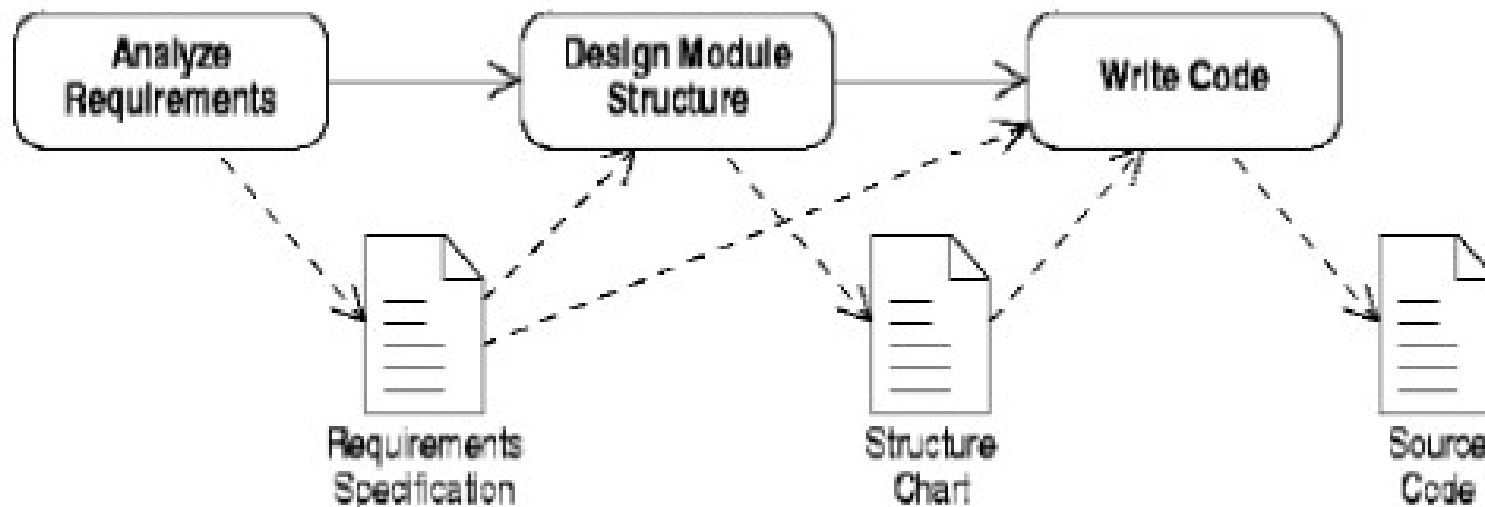 Analyze
Requirements
Design Module
Structure
Write Code
Requirements
Specification
Structure
Chart
Source
Code